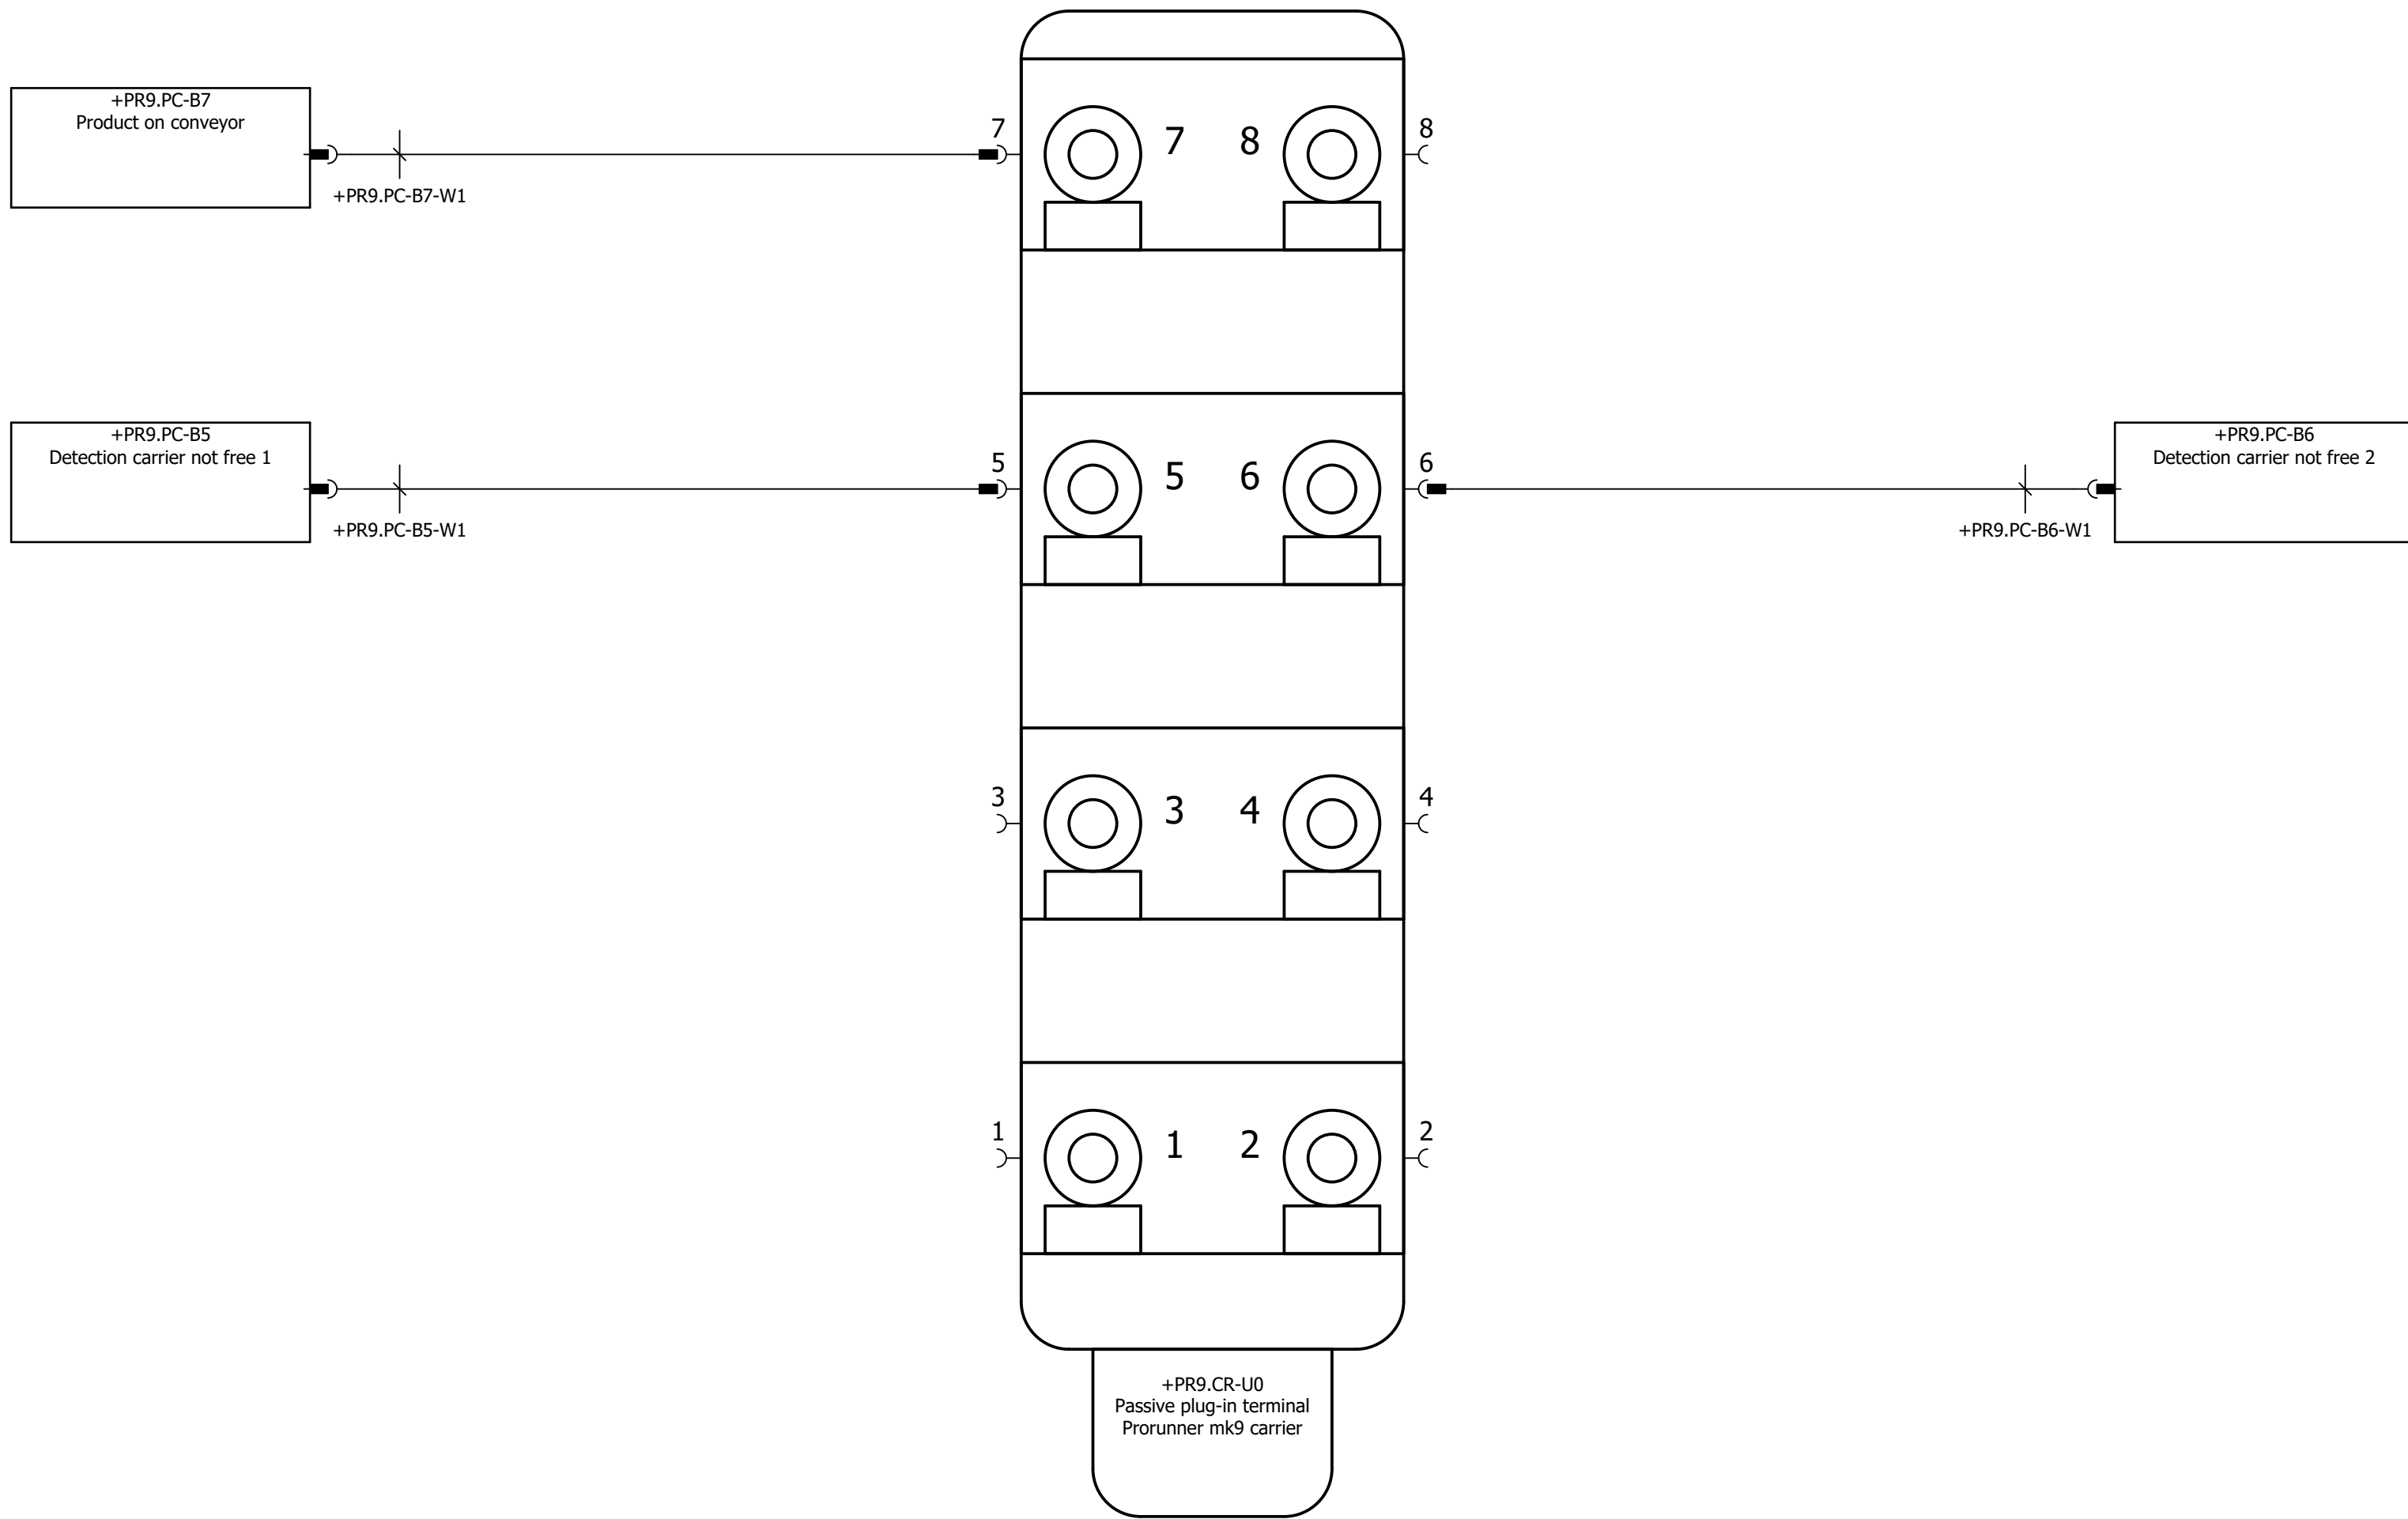 +PR9.PC-B7
Product on conveyor
+PR9.PC-B7-W1
7
7 8
8
+PR9.PC-B5
Detection carrier not free 1
+PR9.PC-B5-W1
5
5 6
6
+PR9.PC-B6
Detection carrier not free 2
+PR9.PC-B6-W1
3
3 4
4
1
1 2
2
+PR9.CR-U0
Passive plug-in terminal
Prorunner mk9 carrier